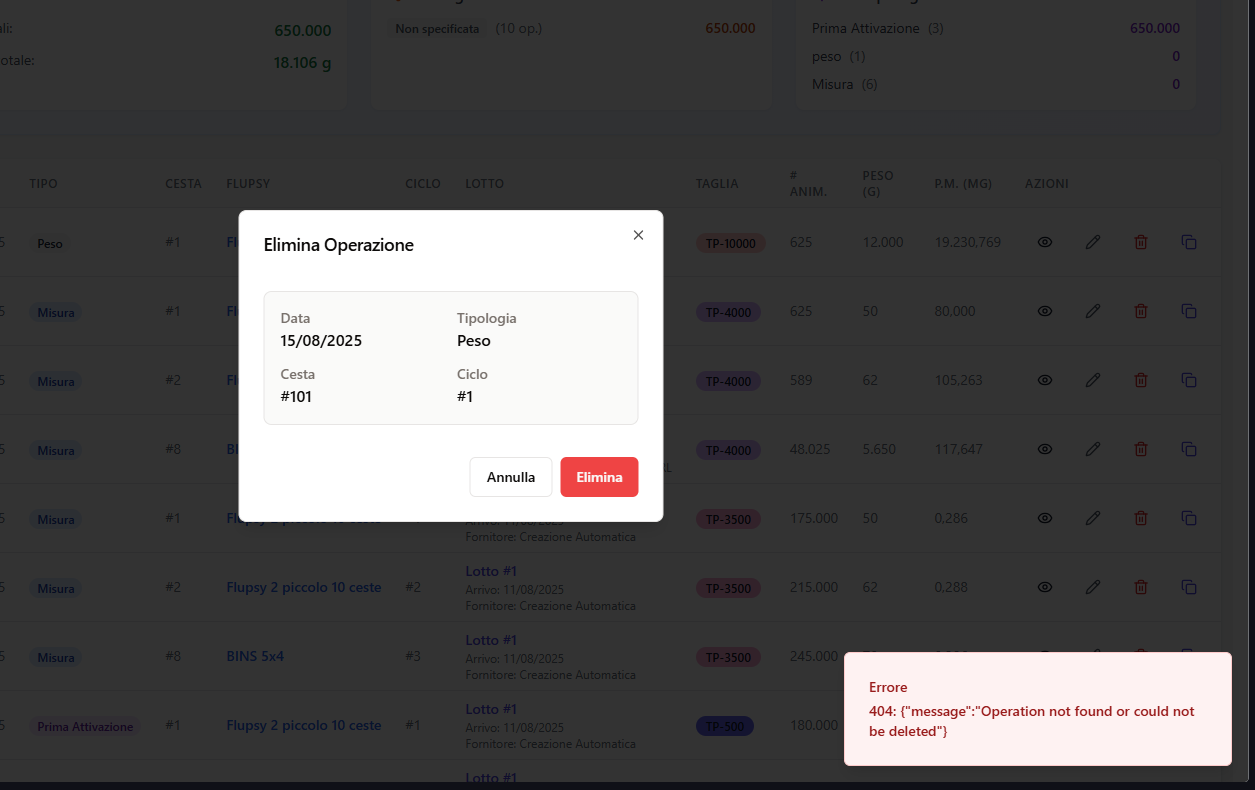 ali:
650.000
otale:
18.106 g
Non specificata (10 op.) 650.000
Prima Attivazione (3) 650.000
peso (1) 0
Misura (6) 0
TIPO CESTA FLUPSY CICLO LOTTO TAGLIA # ANIM. PESO (G) P.M. (MG) AZIONI
5 Peso #1 Fl TP-10000 625 12.000 19.230,769
5 Misura #1 Fl TP-4000 625 50 80,000
5 Misura #2 Fl TP-4000 589 62 105,263
5 Misura #8 BI TP-4000 48.025 5.650 117,647
Elimina Operazione
Data Tipologia
15/08/2025 Peso
Cesta Ciclo
#101 #1
Annulla Elimina
5 Misura #1 Flupsy 2 piccolo 10 ceste TP-3500 175.000 50 0,286
Arrivo: 11/08/2025
Fornitore: Creazione Automatica
Lotto #1
5 Misura #2 Flupsy 2 piccolo 10 ceste #2 Arrivo: 11/08/2025 TP-3500 215.000 62 0,288
Fornitore: Creazione Automatica
Lotto #1
5 Misura #8 BINS 5x4 #3 Arrivo: 11/08/2025 TP-3500 245.000
Fornitore: Creazione Automatica
Lotto #1
5 Prima Attivazione #1 Flupsy 2 piccolo 10 ceste #1 Arrivo: 11/08/2025 TP-500 180.000
Fornitore: Creazione Automatica
Lotto #1
Errore
404: {"message":"Operation not found or could not
be deleted"}